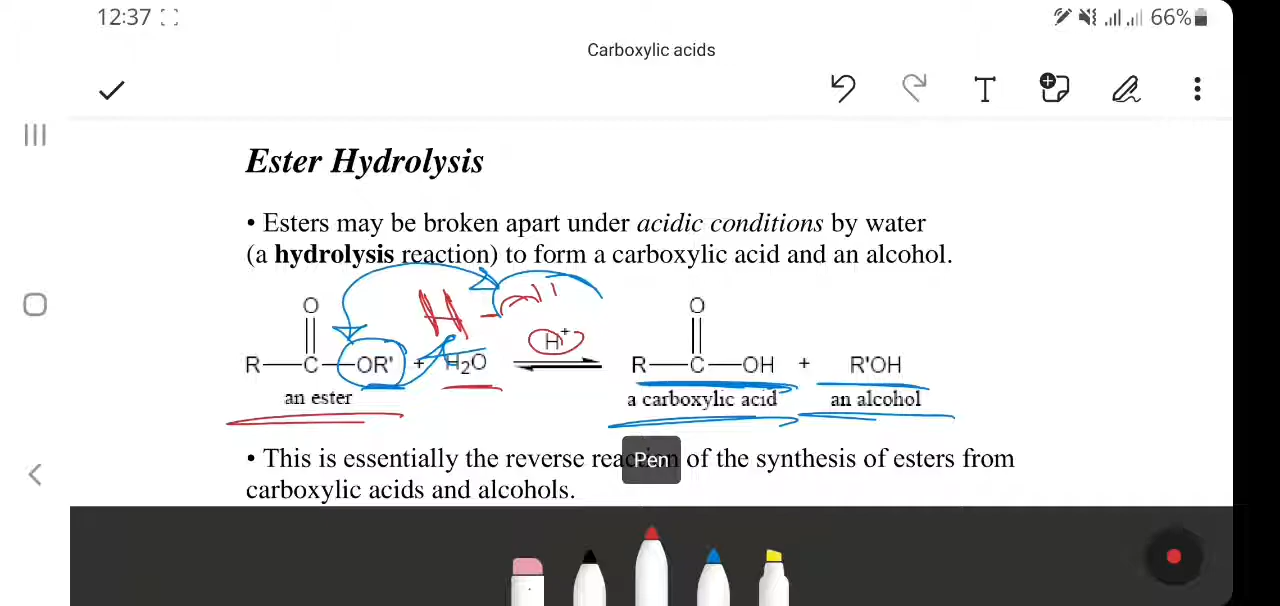 12:37
66%
Carboxylic acids
T
Ester Hydrolysis
• Esters may be broken apart under acidic conditions by water
(a hydrolysis reaction) to form a carboxylic acid and an alcohol.
O O
H -
H+
R—C—OR' + H2O R—C—OH + R'OH
an ester a carboxylic acid an alcohol
• This is essentially the reverse of the synthesis of esters from
Pen
carboxylic acids and alcohols.